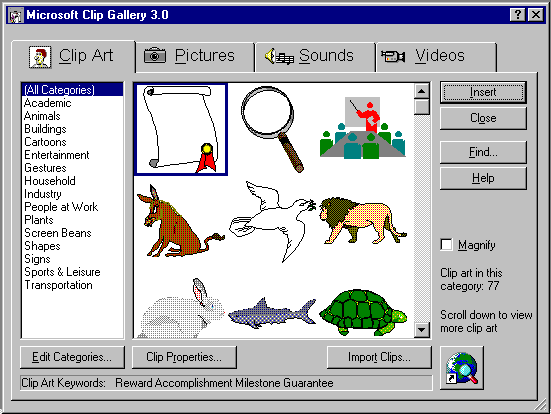 Microsoft Clip Gallery 3.0
Clip Art
Pictures
Sounds
Videos
(All Categories)
Academic
Animals
Buildings
Cartoons
Entertainment
Gestures
Household
Industry
People at Work
Plants
Screen Beans
Shapes
Signs
Sports & Leisure
Transportation
Insert
Close
Find...
Help
Magnify
Clip art in this
category: 77
Scroll down to view
more clip art
Edit Categories...
Clip Properties...
Import Clips...
Clip Art Keywords: Reward Accomplishment Milestone Guarantee